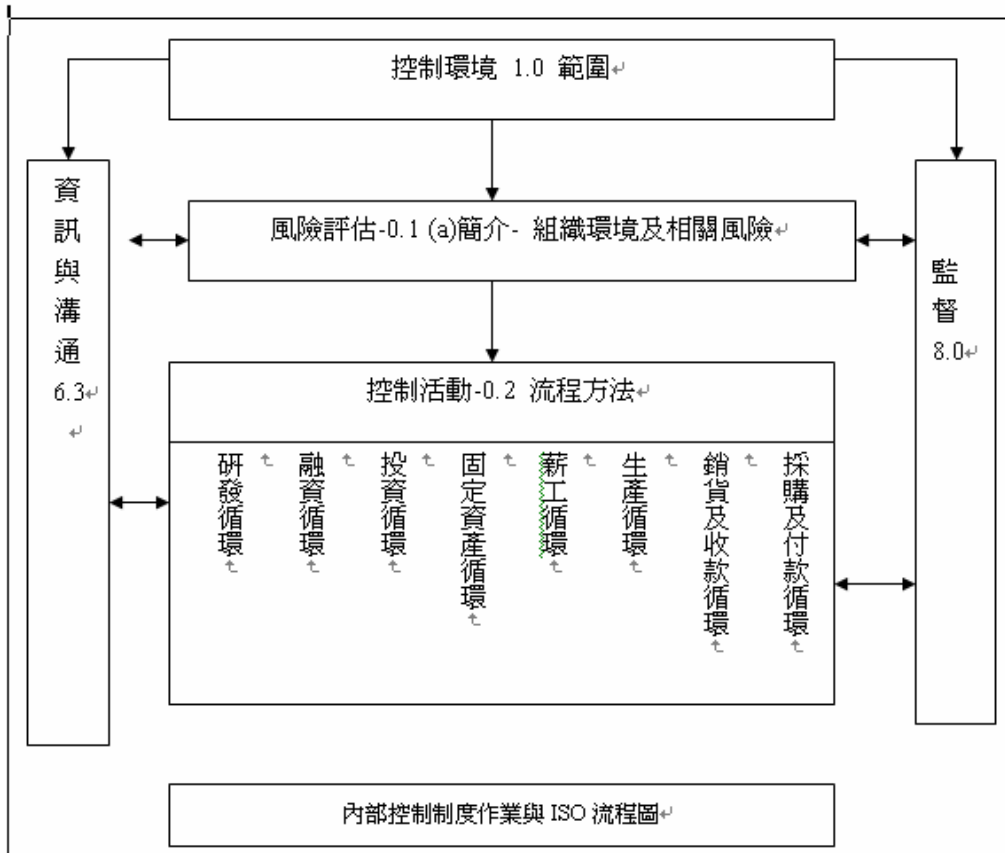 控制環境 1.0 範圍
資訊與溝通
6.3
風險評估-0.1 (a)簡介- 組織環境及相關風險
監督
8.0
控制活動-0.2 流程方法
研發循環
融資循環
投資循環
固定資產循環
薪工循環
生產循環
銷貨及收款循環
採購及付款循環
內部控制制度作業與 ISO 流程圖